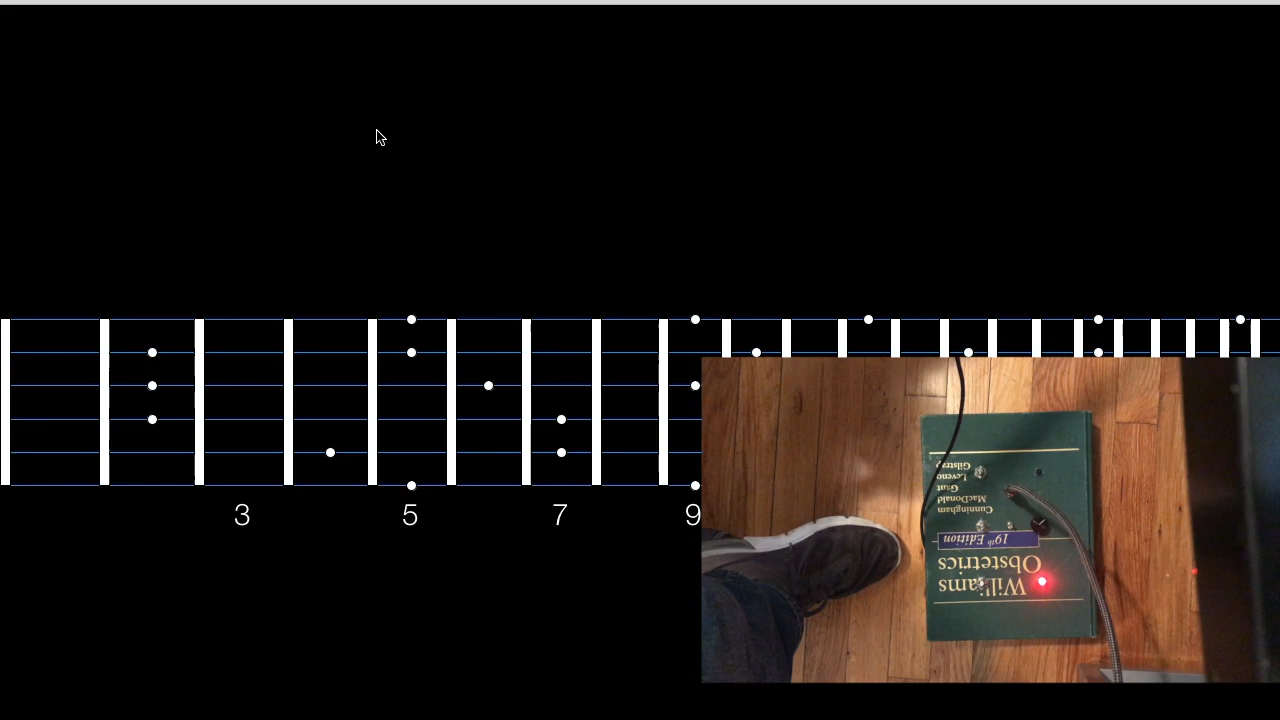 3 5 7 9
Williams
Obstetrics
19th Edition
Cunningham
MacDonald
Gant
Leveno
Gilstrap